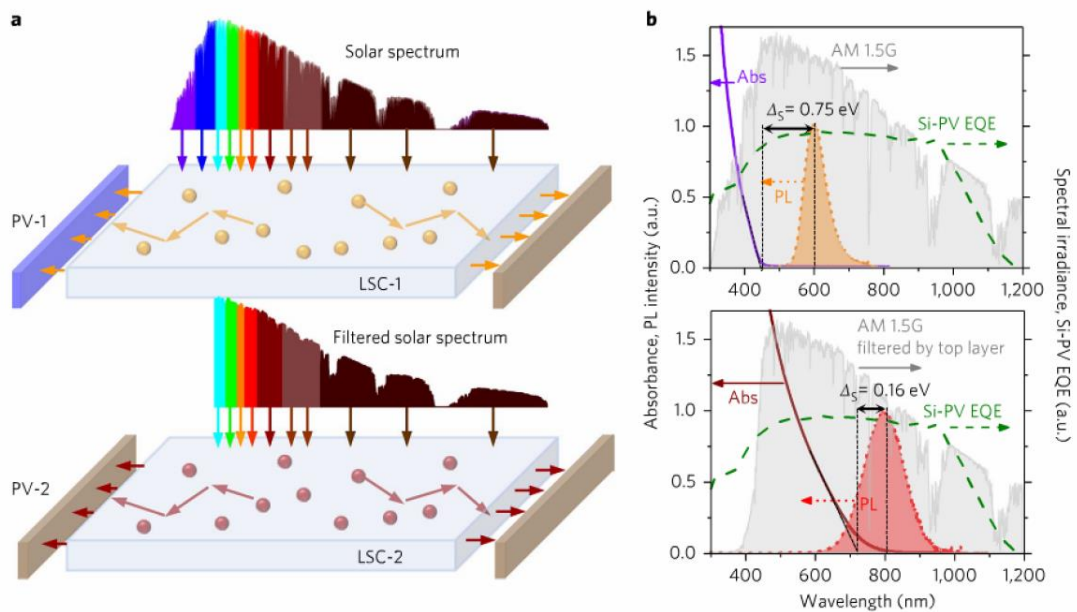 a
Solar spectrum
PV-1
LSC-1
Filtered solar spectrum
PV-2
LSC-2
b
Absorbance, PL intensity (a.u.)
1.5
1.0
0.5
0.0
AM 1.5G
Abs
ΔS = 0.75 eV
Si-PV EQE
PL
400
600
800
1,000
1,200
1.5
1.0
0.5
0.0
AM 1.5G
filtered by top layer
ΔS = 0.16 eV
Abs
Si-PV EQE
PL
400
600
800
1,000
1,200
Wavelength (nm)
Spectral irradiance, Si-PV EQE (a.u.)